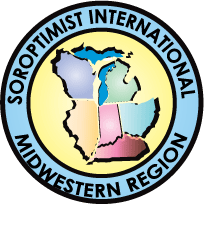 SOROPTIMIST INTERNATIONAL
MIDWESTERN REGION